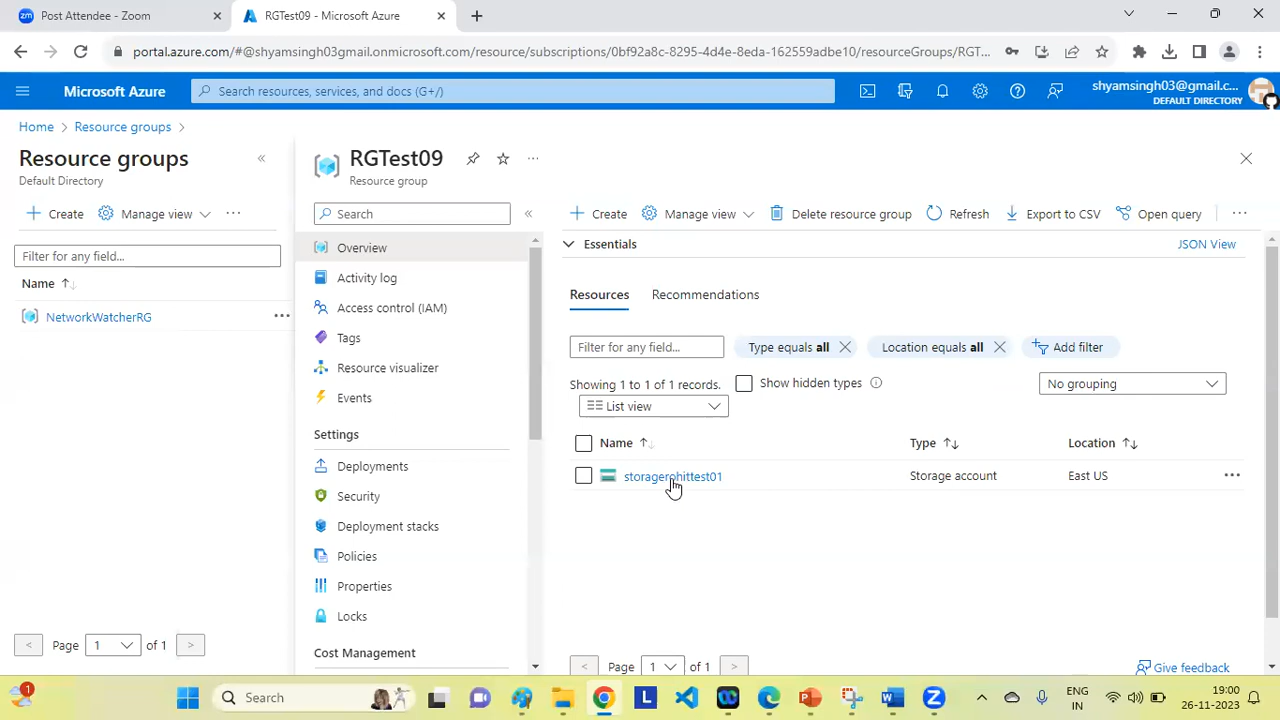 Post Attendee - Zoom
RGTest09 - Microsoft Azure
portal.azure.com/#@shyamsingh03gmail.onmicrosoft.com/resource/subscriptions/0bf92a8c-8295-4d4e-8eda-162559adbe10/resourceGroups/RGT...
Microsoft Azure
Search resources, services, and docs (G+/)
shyamsingh03@gmail.c...
DEFAULT DIRECTORY
Home > Resource groups >
Resource groups
Default Directory
Create
Manage view
Filter for any field...
Name
NetworkWatcherRG
< Page 1 of 1 >
RGTest09
Resource group
Search
Overview
Activity log
Access control (IAM)
Tags
Resource visualizer
Events
Settings
Deployments
Security
Deployment stacks
Policies
Properties
Locks
Cost Management
Create
Manage view
Delete resource group
Refresh
Export to CSV
Open query
Essentials
JSON View
Resources
Recommendations
Filter for any field...
Type equals all
Location equals all
Add filter
Showing 1 to 1 of 1 records.
Show hidden types
No grouping
List view
Name
Type
Location
storagerohittest01
Storage account
East US
< Page 1 of 1 >
Give feedback
1
Search
ENG
IN
19:00
26-11-2023